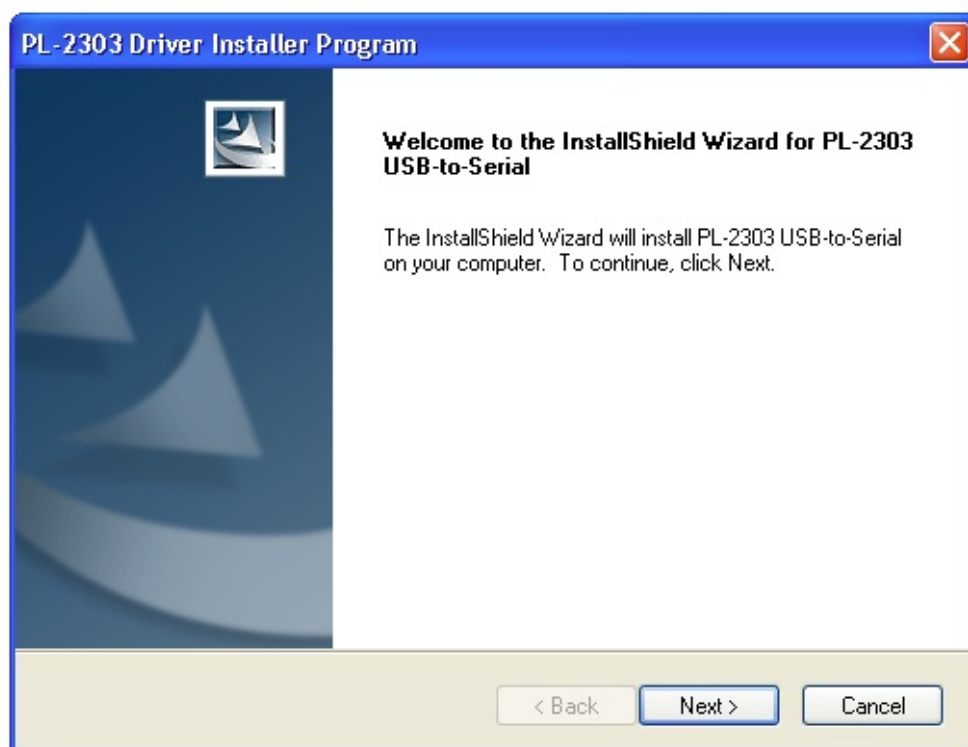 PL-2303 Driver Installer Program
Welcome to the InstallShield Wizard for PL-2303
USB-to-Serial
The InstallShield Wizard will install PL-2303 USB-to-Serial
on your computer.  To continue, click Next.
< Back
Next >
Cancel